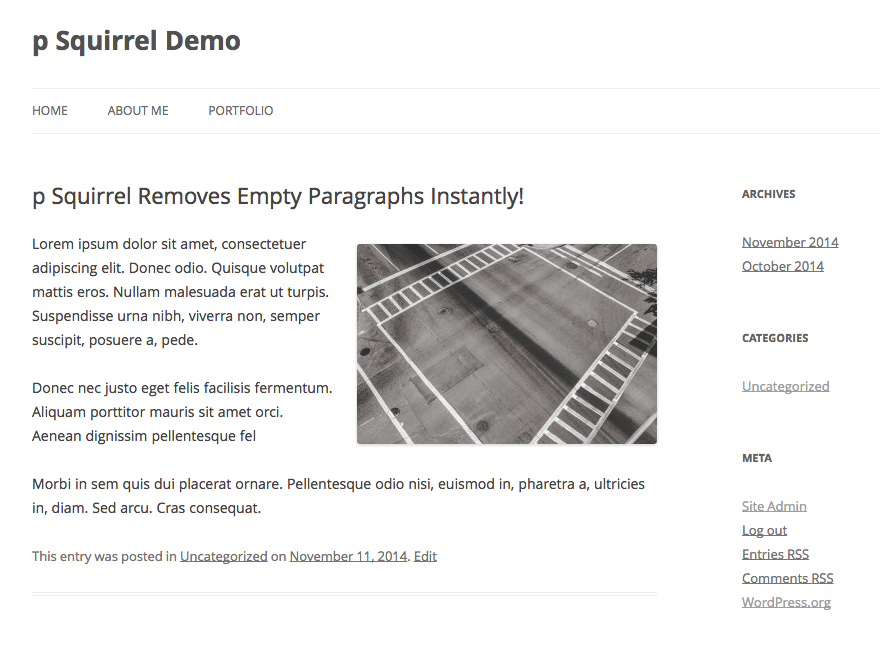 p Squirrel Demo
HOME ABOUT ME PORTFOLIO
p Squirrel Removes Empty Paragraphs Instantly!
Lorem ipsum dolor sit amet, consectetuer
adipiscing elit. Donec odio. Quisque volutpat
mattis eros. Nullam malesuada erat ut turpis.
Suspendisse urna nibh, viverra non, semper
suscipit, posuere a, pede.
Donec nec justo eget felis facilisis fermentum.
Aliquam porttitor mauris sit amet orci.
Aenean dignissim pellentesque fel
Morbi in sem quis dui placerat ornare. Pellentesque odio nisi, euismod in, pharetra a, ultricies
in, diam. Sed arcu. Cras consequat.
This entry was posted in Uncategorized on November 11, 2014. Edit
ARCHIVES
November 2014
October 2014
CATEGORIES
Uncategorized
META
Site Admin
Log out
Entries RSS
Comments RSS
WordPress.org